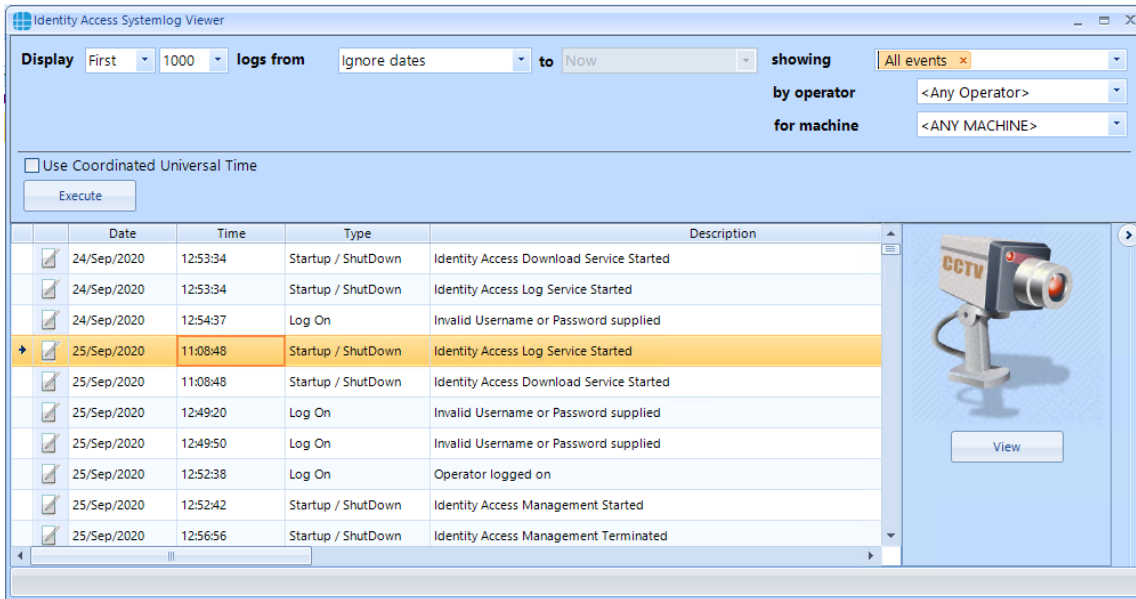 Identity Access Systemlog Viewer
Display First 1000 logs from Ignore dates to Now showing All events ×
by operator <Any Operator>
for machine <ANY MACHINE>
Use Coordinated Universal Time
Execute
Date Time Type Description
24/Sep/2020 12:53:34 Startup / ShutDown Identity Access Download Service Started
24/Sep/2020 12:53:34 Startup / ShutDown Identity Access Log Service Started
24/Sep/2020 12:54:37 Log On Invalid Username or Password supplied
25/Sep/2020 11:08:48 Startup / ShutDown Identity Access Log Service Started
25/Sep/2020 11:08:48 Startup / ShutDown Identity Access Download Service Started
25/Sep/2020 12:49:20 Log On Invalid Username or Password supplied
25/Sep/2020 12:49:50 Log On Invalid Username or Password supplied
25/Sep/2020 12:52:38 Log On Operator logged on
25/Sep/2020 12:52:42 Startup / ShutDown Identity Access Management Started
25/Sep/2020 12:56:56 Startup / ShutDown Identity Access Management Terminated
CCTV
View